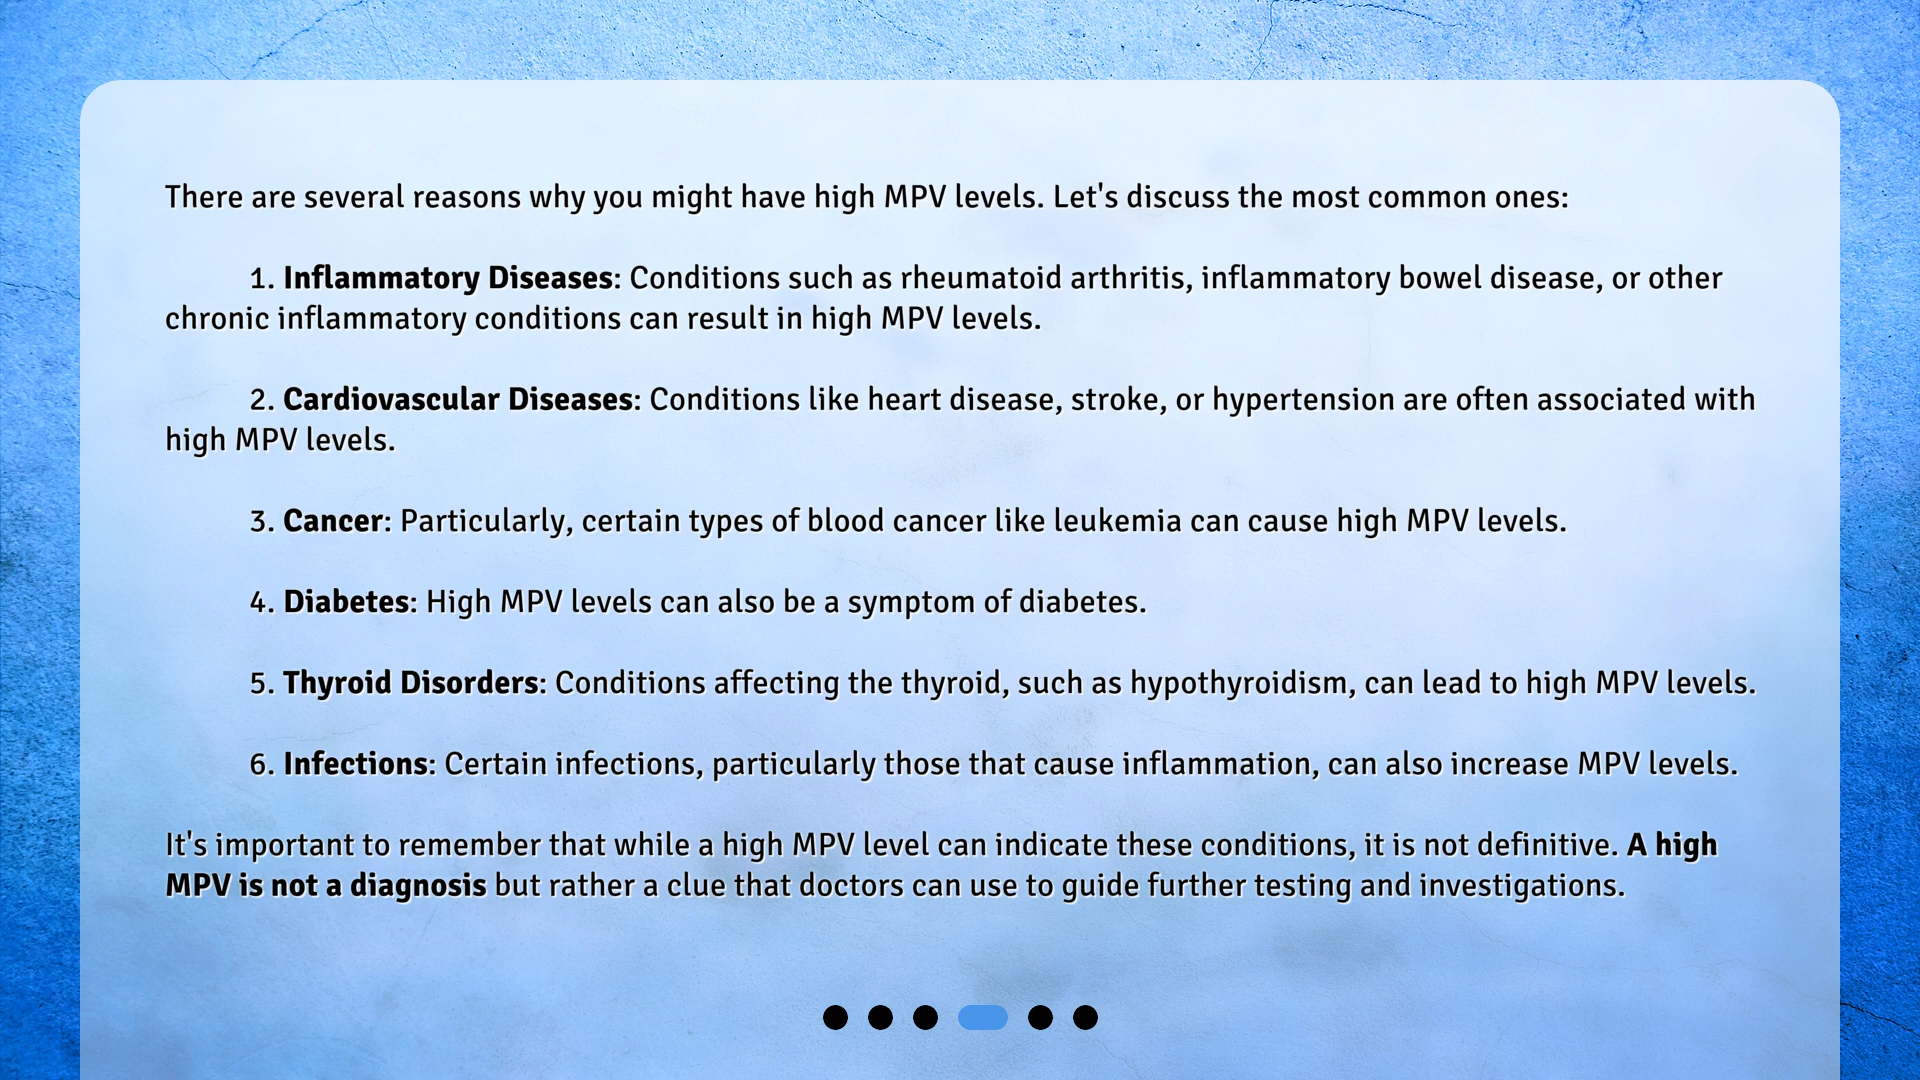 There are several reasons why you might have high MPV levels. Let's discuss the most common ones:
1. Inflammatory Diseases: Conditions such as rheumatoid arthritis, inflammatory bowel disease, or other
chronic inflammatory conditions can result in high MPV levels.
2. Cardiovascular Diseases: Conditions like heart disease, stroke, or hypertension are often associated with
high MPV levels.
3. Cancer: Particularly, certain types of blood cancer like leukemia can cause high MPV levels.
4. Diabetes: High MPV levels can also be a symptom of diabetes.
5. Thyroid Disorders: Conditions affecting the thyroid, such as hypothyroidism, can lead to high MPV levels.
6. Infections: Certain infections, particularly those that cause inflammation, can also increase MPV levels.
It's important to remember that while a high MPV level can indicate these conditions, it is not definitive. A high
MPV is not a diagnosis but rather a clue that doctors can use to guide further testing and investigations.